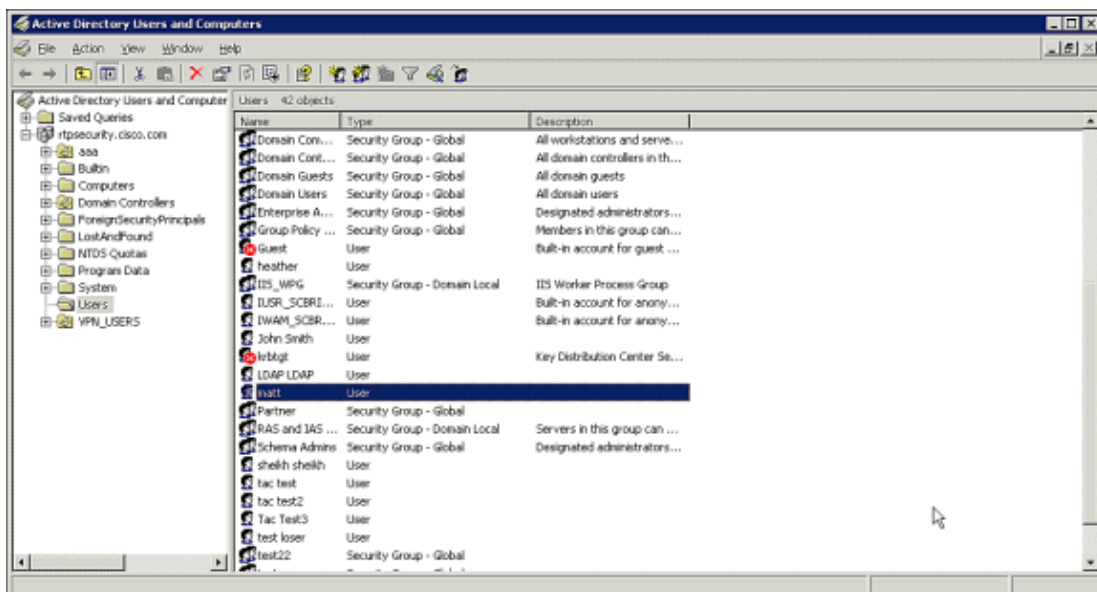 Active Directory Users and Computers
File Action View Window Help
Active Directory Users and Computer
Saved Queries
rtpsecurity.cisco.com
aaa
Builtin
Computers
Domain Controllers
ForeignSecurityPrincipals
LostAndFound
NTDS Quotas
Program Data
System
Users
VPN_USERS
Users 42 objects
Name Type Description
Domain Com... Security Group - Global All workstations and serve...
Domain Cont... Security Group - Global All domain controllers in th...
Domain Guests Security Group - Global All domain guests
Domain Users Security Group - Global All domain users
Enterprise A... Security Group - Global Designated administrators...
Group Policy ... Security Group - Global Members in this group can...
Guest User Built-in account for guest ...
heather User
IIS_WPG Security Group - Domain Local IIS Worker Process Group
IUSR_SCBRI... User Built-in account for anony...
IWAM_SCBR... User Built-in account for anony...
John Smith User
krbtgt User Key Distribution Center Se...
LDAP LDAP User
matt User
Partner Security Group - Global
RAS and IAS ... Security Group - Domain Local Servers in this group can ...
Schema Admins Security Group - Global Designated administrators...
sheikh sheikh User
tac test User
tac test2 User
Tac Test3 User
test loser User
test22 Security Group - Global